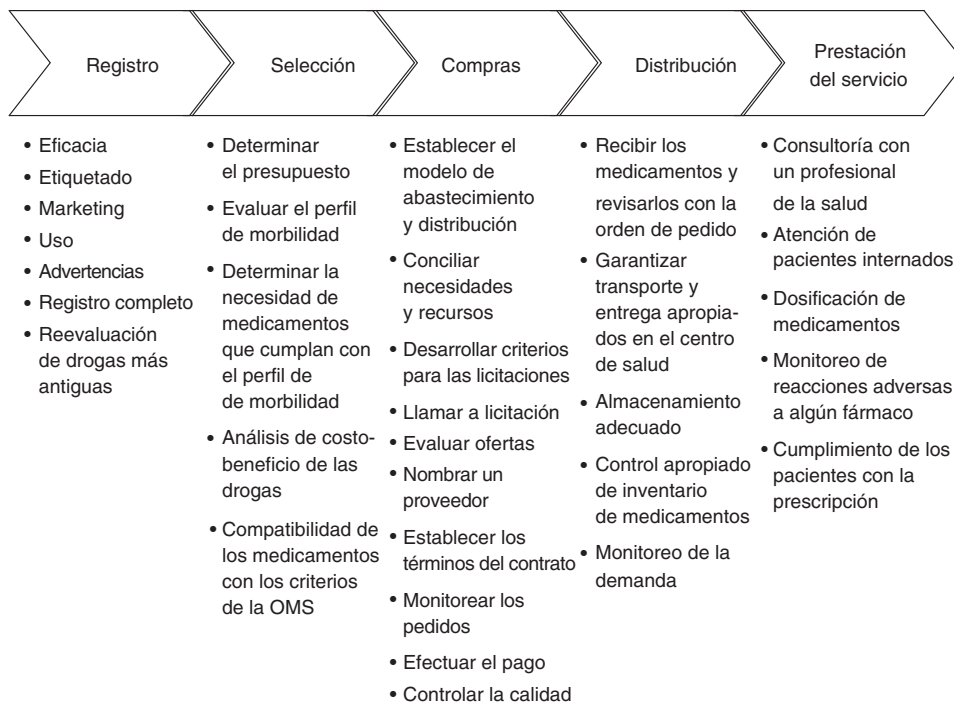 Registro
Selección
Compras
Distribución
Prestación
del servicio
• Eficacia
• Etiquetado
• Marketing
• Uso
• Advertencias
• Registro completo
• Reevaluación
de drogas más
antiguas
• Determinar
el presupuesto
• Evaluar el perfil
de morbilidad
• Determinar la
necesidad de
medicamentos
que cumplan con
el perfil de
de morbilidad
• Análisis de costo-
beneficio de las
drogas
• Compatibilidad de
los medicamentos
con los criterios
de la OMS
• Establecer el
modelo de
abastecimiento
y distribución
• Conciliar
necesidades
y recursos
• Desarrollar criterios
para las licitaciones
• Llamar a licitación
• Evaluar ofertas
• Nombrar un
proveedor
• Establecer los
términos del contrato
• Monitorear los
pedidos
• Efectuar el pago
• Controlar la calidad
• Recibir los
medicamentos y
revisarlos con la
orden de pedido
• Garantizar
transporte y
entrega apropia-
dos en el centro
de salud
• Almacenamiento
adecuado
• Control apropiado
de inventario
de medicamentos
• Monitoreo de la
demanda
• Consultoría con
un profesional
de la salud
• Atención de
pacientes internados
• Dosificación de
medicamentos
• Monitoreo de
reacciones adversas
a algún fármaco
• Cumplimiento de los
pacientes con la
prescripción